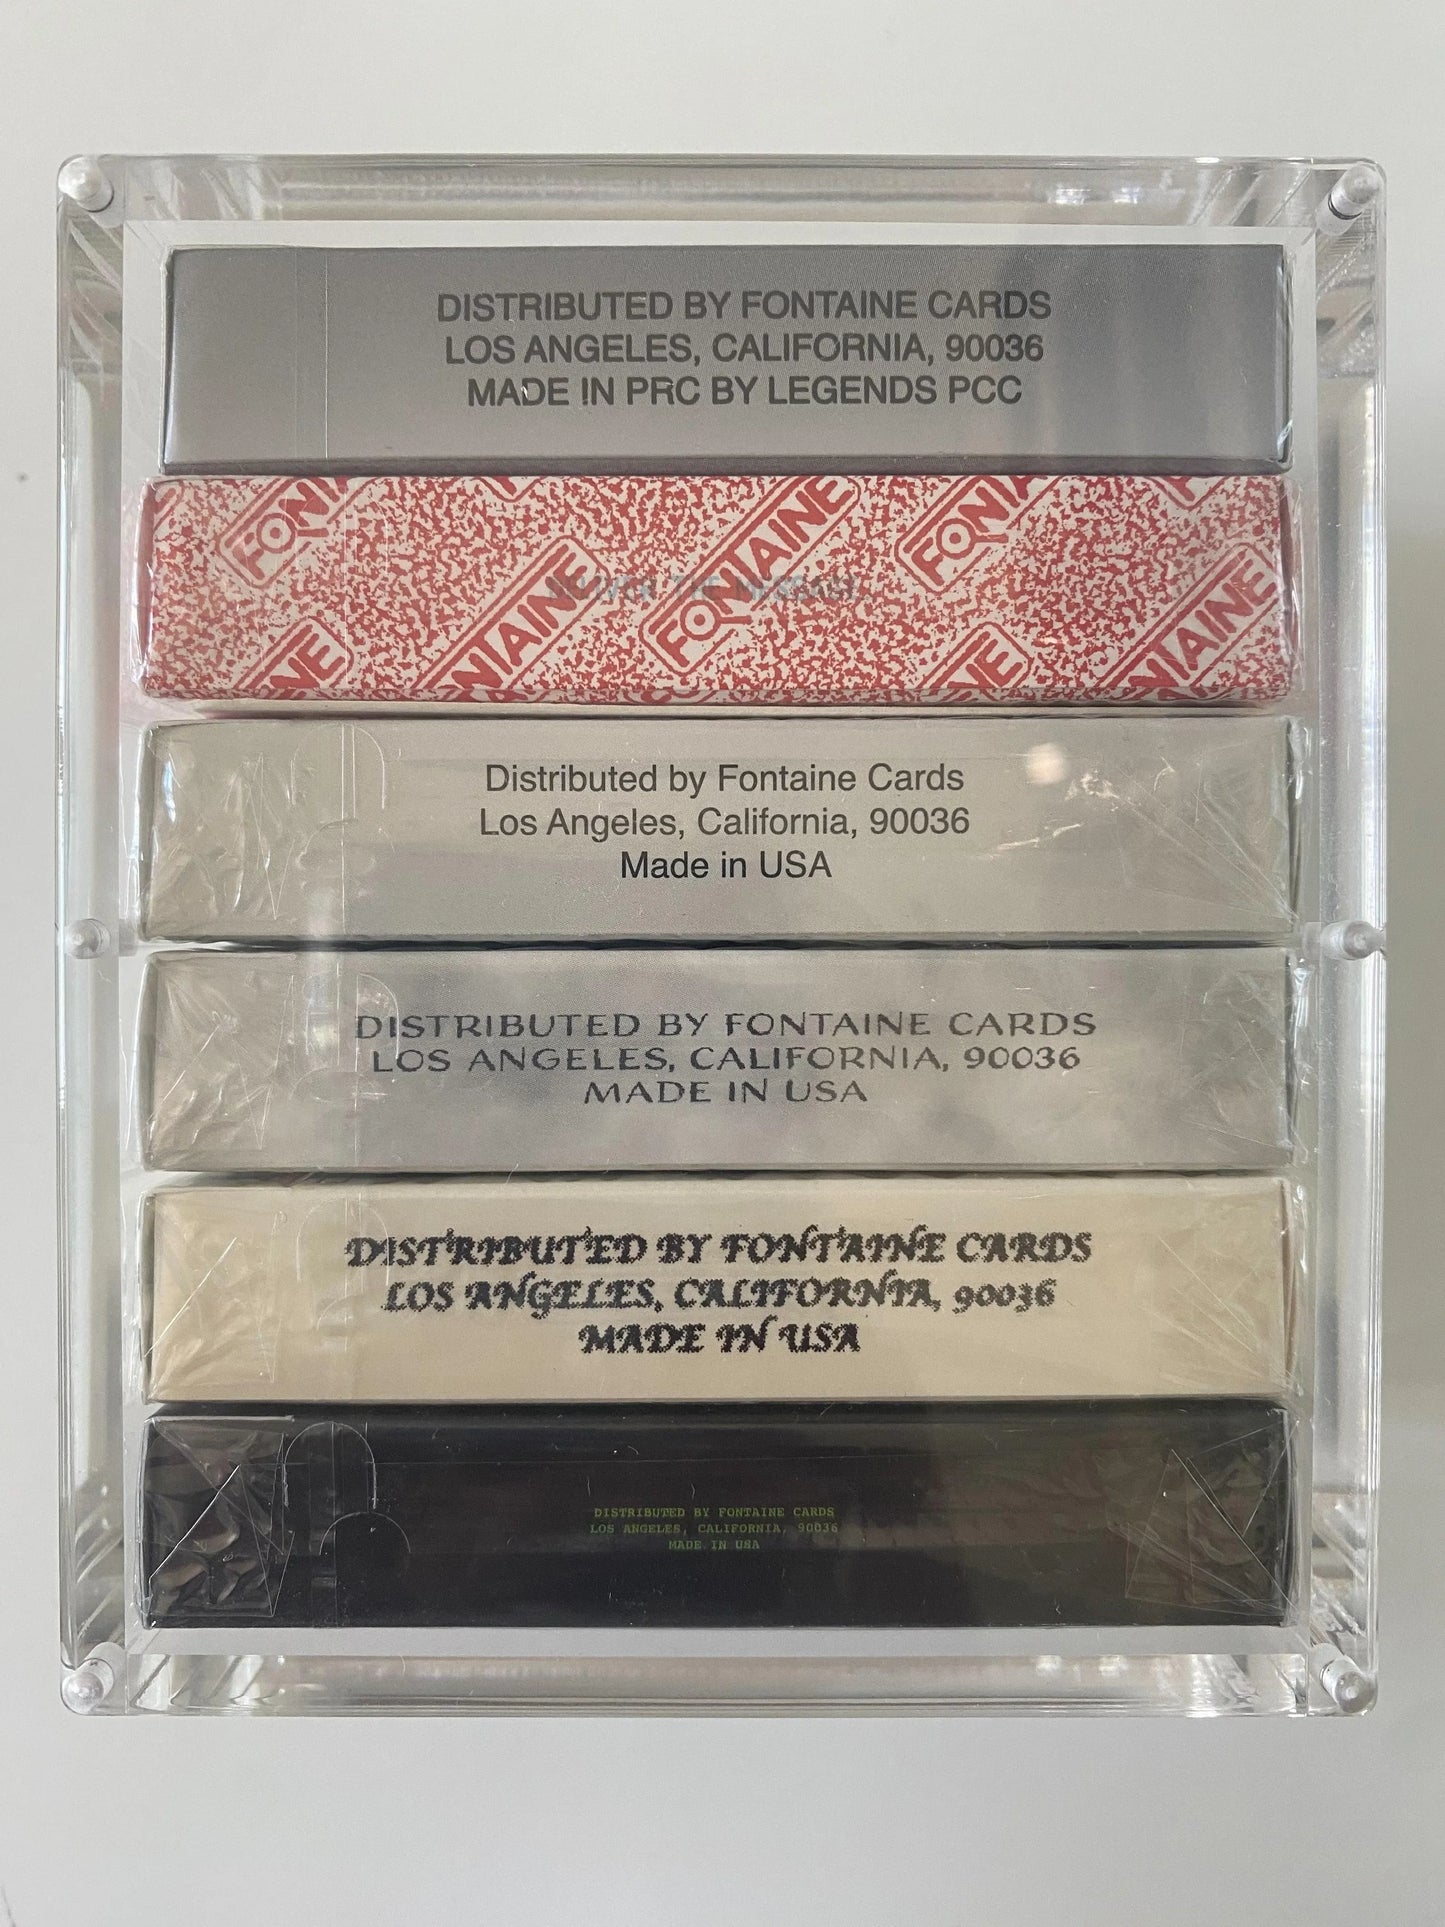 DISTRIBUTED BY FONTAINE CARDS
LOS ANGELES, CALIFORNIA, 90036
MADE IN PRC BY LEGENDS PCC
FONTAINE
DELIVER THE MESSAGE
Distributed by Fontaine Cards
Los Angeles, California, 90036
Made in USA
DISTRIBUTED BY FONTAINE CARDS
LOS ANGELES, CALIFORNIA, 90036
MADE IN USA
DISTRIBUTED BY FONTAINE CARDS
LOS ANGELES, CALIFORNIA, 90036
MADE IN USA
DISTRIBUTED BY FONTAINE CARDS
LOS ANGELES, CALIFORNIA, 90036
MADE IN USA